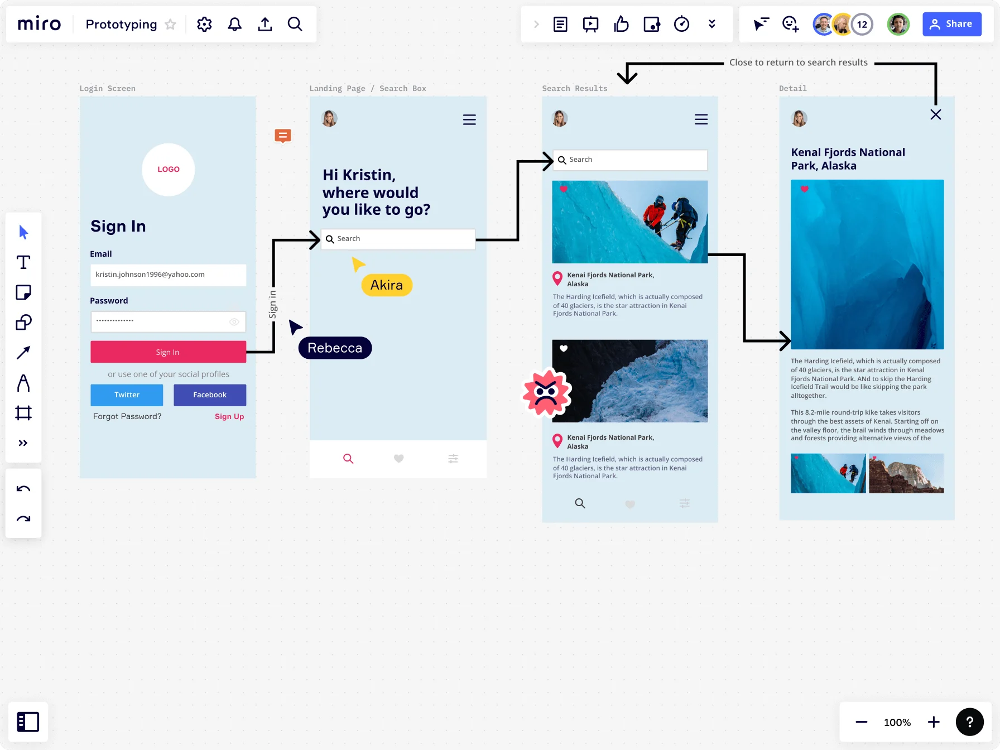 miro
Prototyping
12
Share
Close to return to search results
Login Screen
Landing Page / Search Box
Search Results
Detail
LOGO
Sign In
Email
kristin.johnson1996@yahoo.com
Password
Sign In
or use one of your social profiles
Twitter
Facebook
Forgot Password?
Sign Up
Sign in
Hi Kristin,
where would
you like to go?
Search
Akira
Rebecca
Search
Kenai Fjords National Park,
Alaska
The Harding Icefield, which is actually composed
of 40 glaciers, is the star attraction in Kenai
Fjords National Park.
Kenai Fjords National Park,
Alaska
The Harding Icefield, which is actually composed
of 40 glaciers, is the star attraction in Kenai
Fjords National Park.
Kenal Fjords National
Park, Alaska
The Harding Icefield, which is actually composed
of 40 glaciers, is the star attraction in Kenal
Fjords National Park. ANd to skip the Harding
Icefield Trail would be like skipping the park
alltogether.
This 8.2-mile round-trip kike takes visitors
through the best assets of Kenai. Starting off on
the valley floor, the brail winds through meadows
and forests providing alternative views of the
100%
?